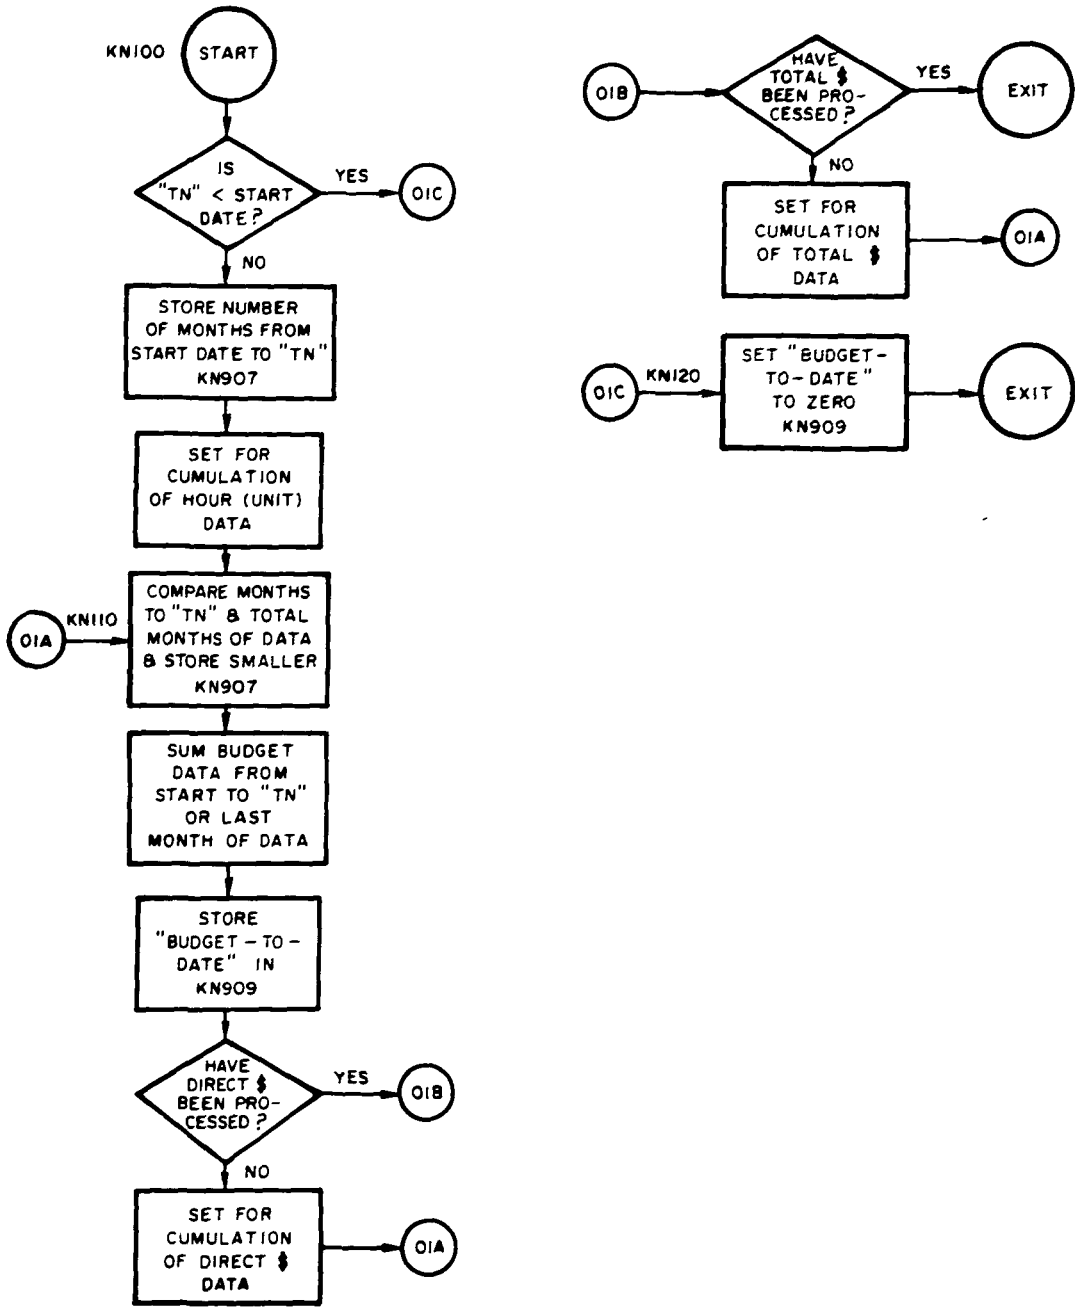 KN100
START
IS
"TN" < START
DATE?
YES
01C
NO
STORE NUMBER
OF MONTHS FROM
START DATE TO "TN"
KN907
SET FOR
CUMULATION
OF HOUR (UNIT)
DATA
01A
KN110
COMPARE MONTHS
TO "TN" & TOTAL
MONTHS OF DATA
& STORE SMALLER
KN907
SUM BUDGET
DATA FROM
START TO "TN"
OR LAST
MONTH OF DATA
STORE
"BUDGET-TO-
DATE" IN
KN909
HAVE
DIRECT $
BEEN PRO-
CESSED?
YES
01B
NO
SET FOR
CUMULATION
OF DIRECT $
DATA
01A
01B
HAVE
TOTAL $
BEEN PRO-
CESSED?
YES
EXIT
NO
SET FOR
CUMULATION
OF TOTAL $
DATA
01A
01C
KN120
SET "BUDGET-
TO-DATE"
TO ZERO
KN909
EXIT